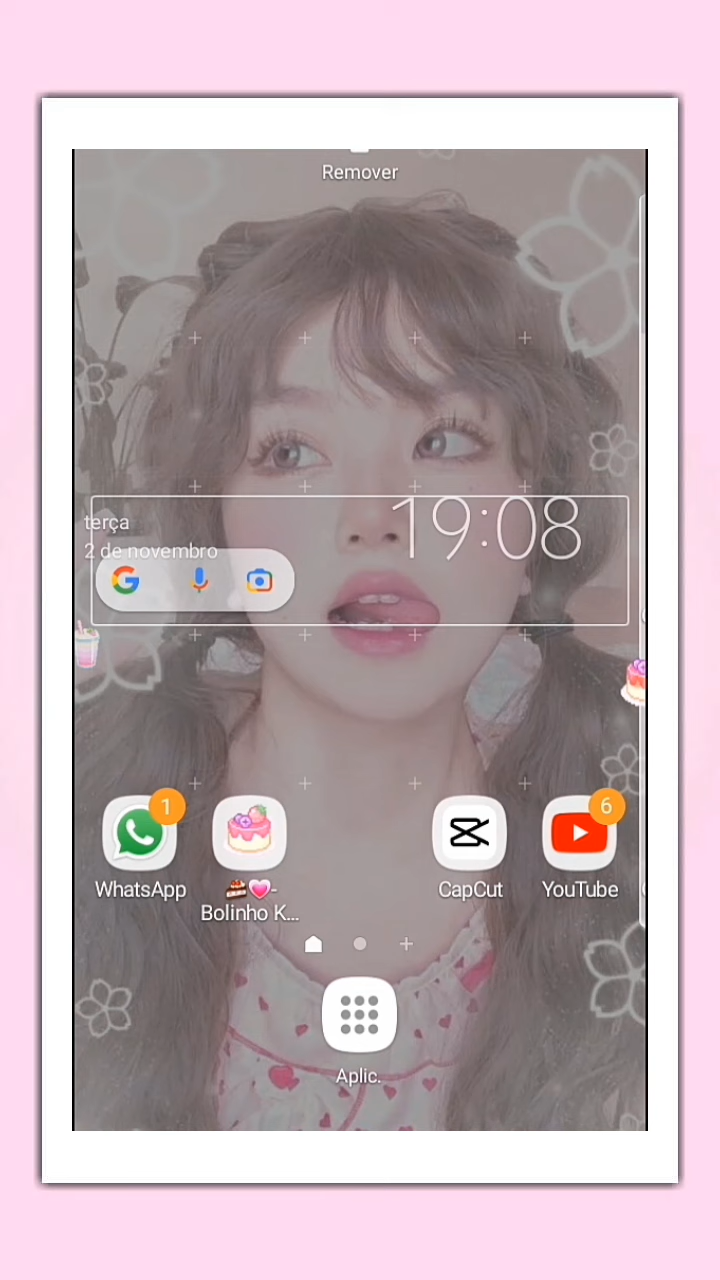 Remover
terça
19:08
2 de novembro
G
1
6
WhatsApp
🍰💗-
Bolinho K...
CapCut
YouTube
Aplic.